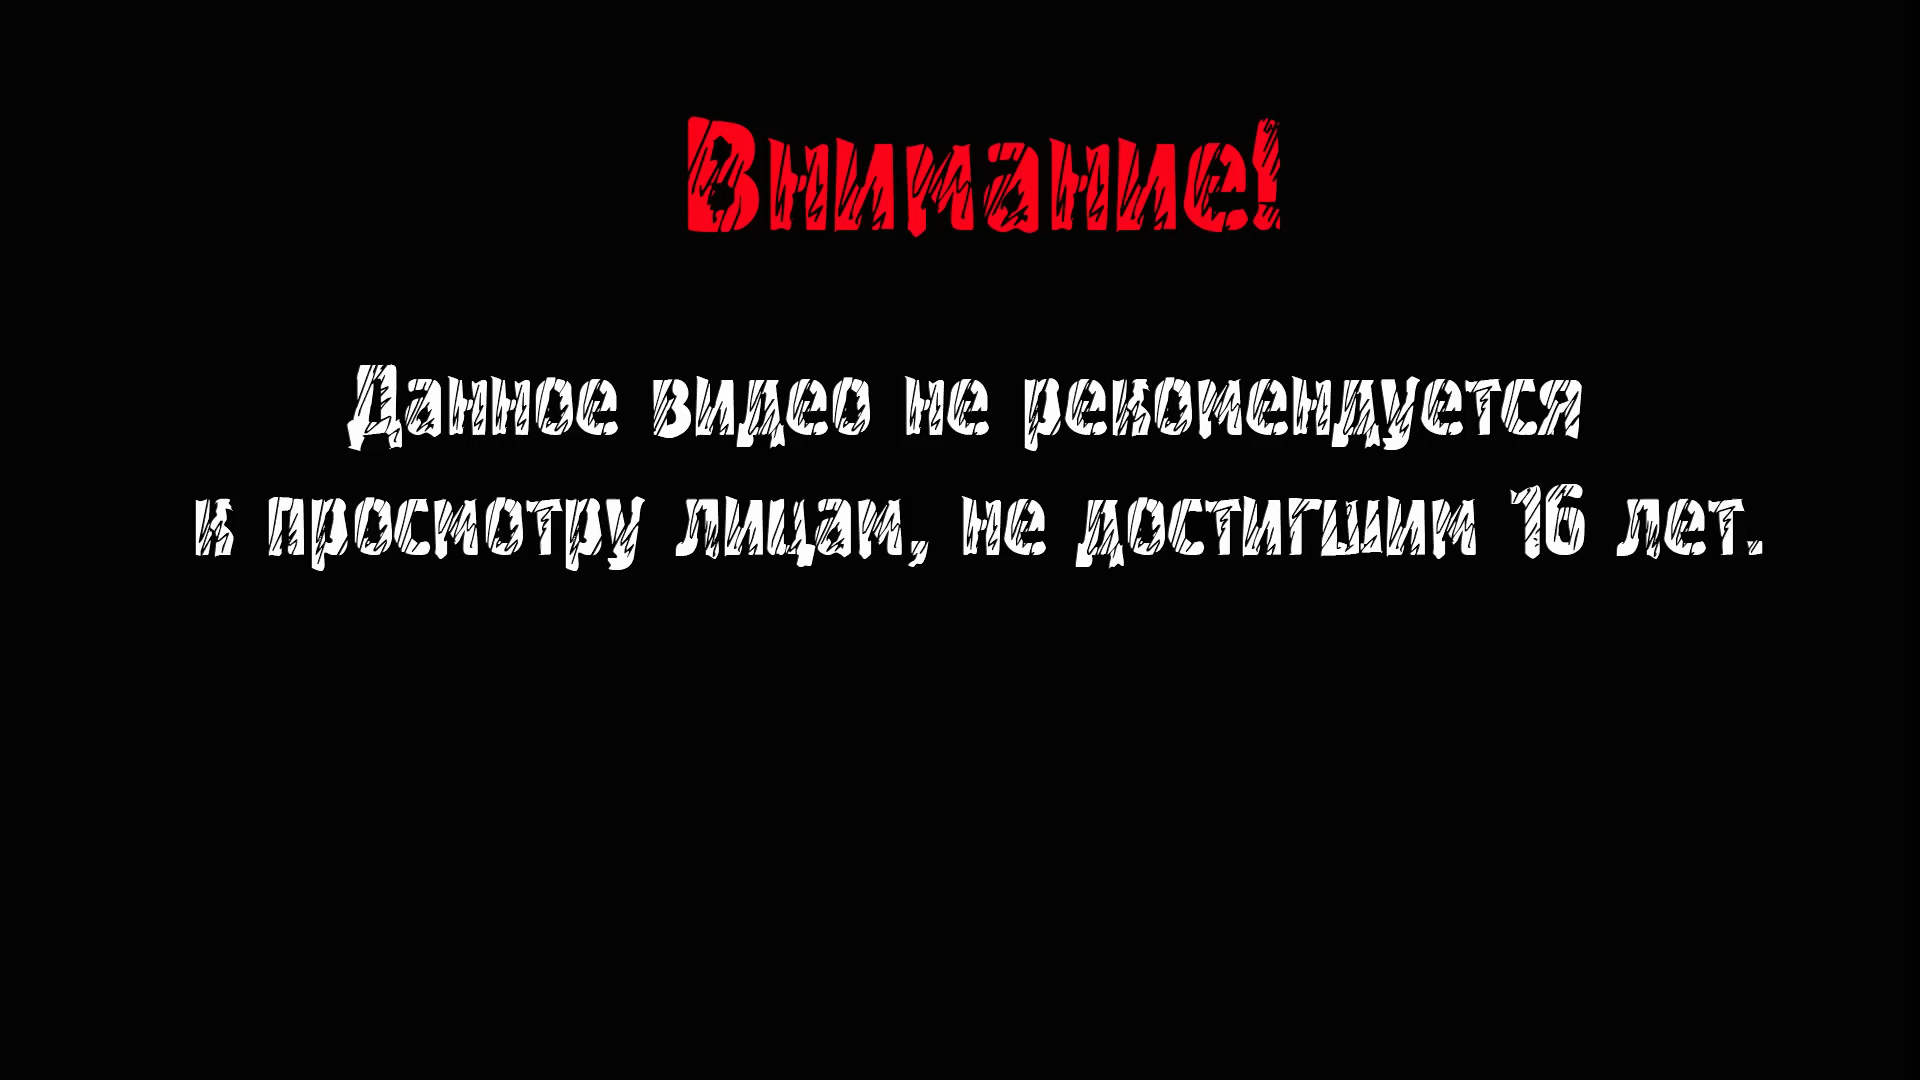 Внимание!
Данное видео не рекомендуется
к просмотру лицам, не достигшим 16 лет.